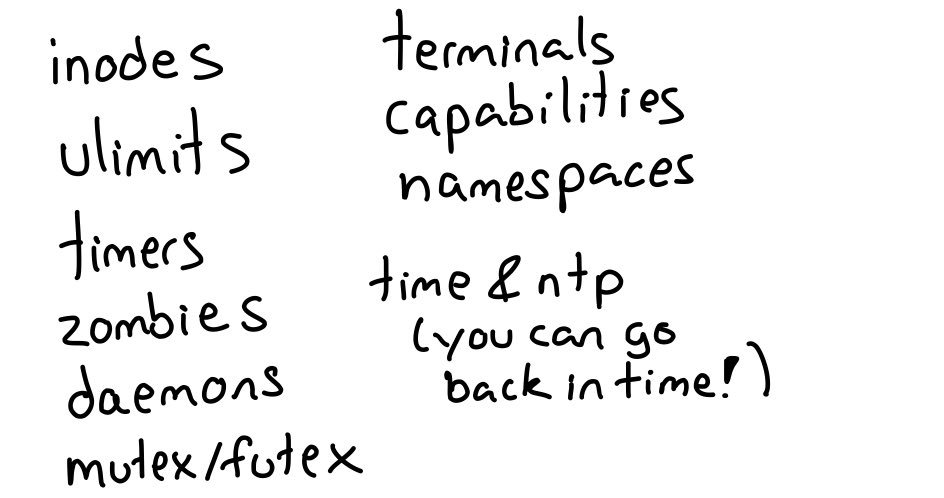 inodes
ulimits
timers
zombies
daemons
mutex/futex
terminals
capabilities
namespaces
time & ntp
(you can go
back in time!)